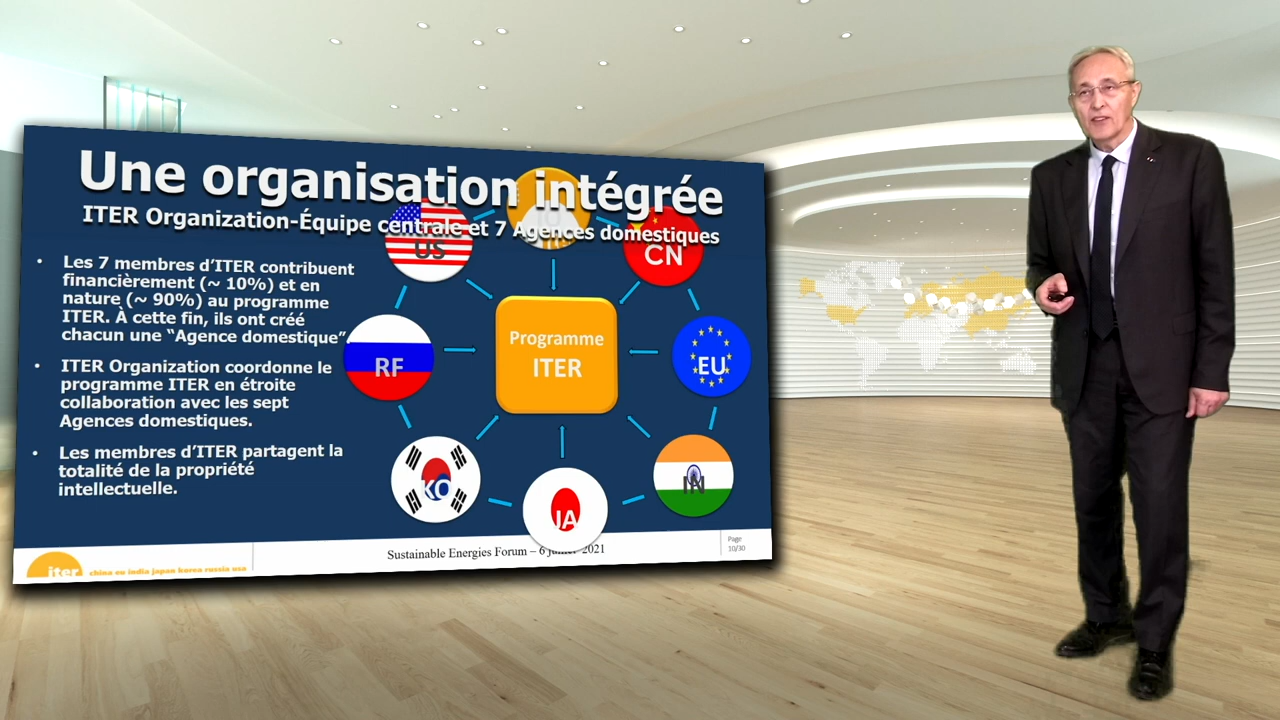 Une organisation intégrée
ITER Organization-Équipe centrale et 7 Agences domestiques
• Les 7 membres d’ITER contribuent
financièrement (~ 10%) et en
nature (~ 90%) au programme
ITER. À cette fin, ils ont créé
chacun une “Agence domestique”
• ITER Organization coordonne le
programme ITER en étroite
collaboration avec les sept
Agences domestiques.
• Les membres d’ITER partagent la
totalité de la propriété
intellectuelle.
US
CN
RF
Programme
ITER
EU
KO
JA
IN
Sustainable Energies Forum – 6 juillet 2021
Page
10/30
iter
china eu india japan korea russia usa